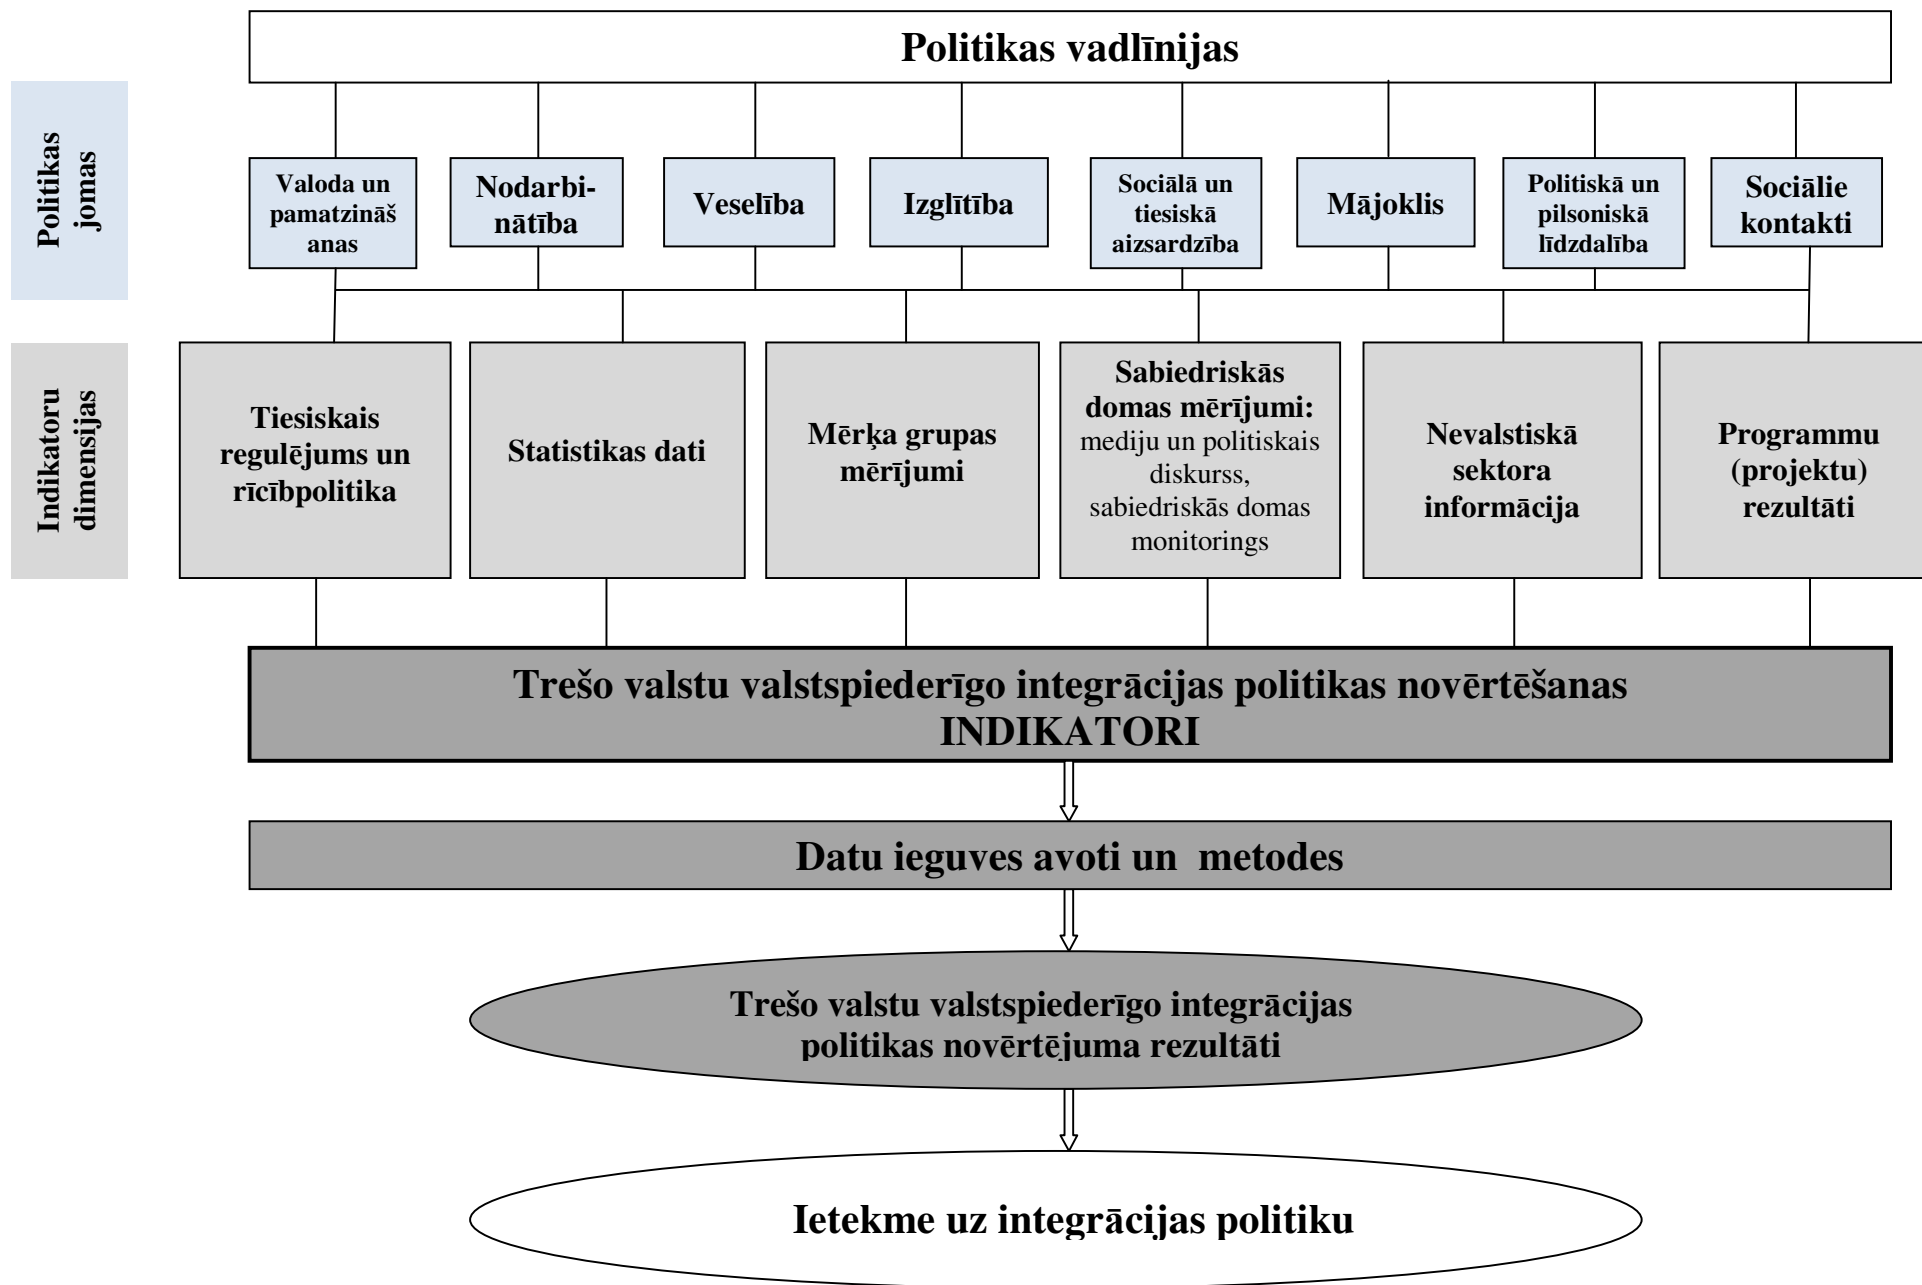 Politikas vadlīnijas
Politikas
jomas
Valoda un
pamatzināš
anas
Nodarbi-
nātība
Veselība
Izglītība
Sociālā un
tiesiskā
aizsardzība
Mājoklis
Politiskā un
pilsoniskā
līdzdalība
Sociālie
kontakti
Indikatoru
dimensijas
Tiesiskais
regulējums un
rīcībpolitika
Statistikas dati
Mērķa grupas
mērījumi
Sabiedriskās
domas mērījumi:
mediju un politiskais
diskurss,
sabiedriskās domas
monitorings
Nevalstiskā
sektora
informācija
Programmu
(projektu)
rezultāti
Trešo valstu valstspiederīgo integrācijas politikas novērtēšanas
INDIKATORI
Datu ieguves avoti un  metodes
Trešo valstu valstspiederīgo integrācijas
politikas novērtējuma rezultāti
Ietekme uz integrācijas politiku